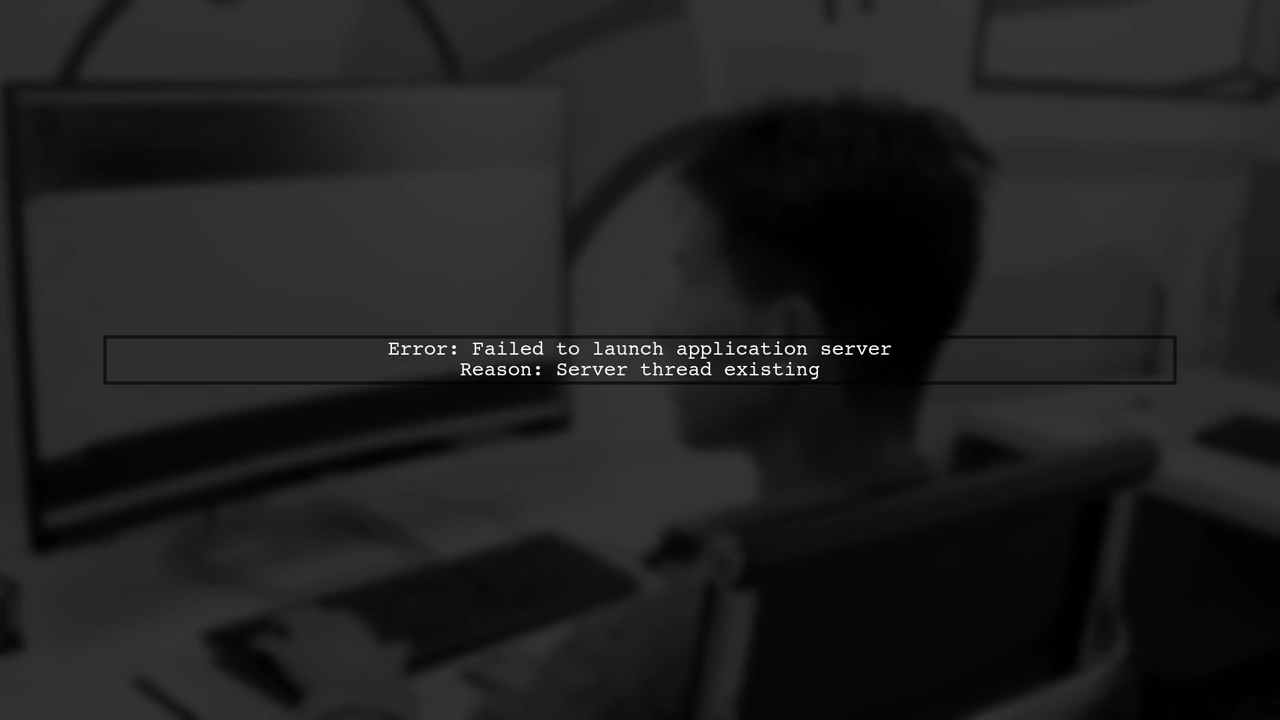 Error: Failed to launch application server
Reason: Server thread existing